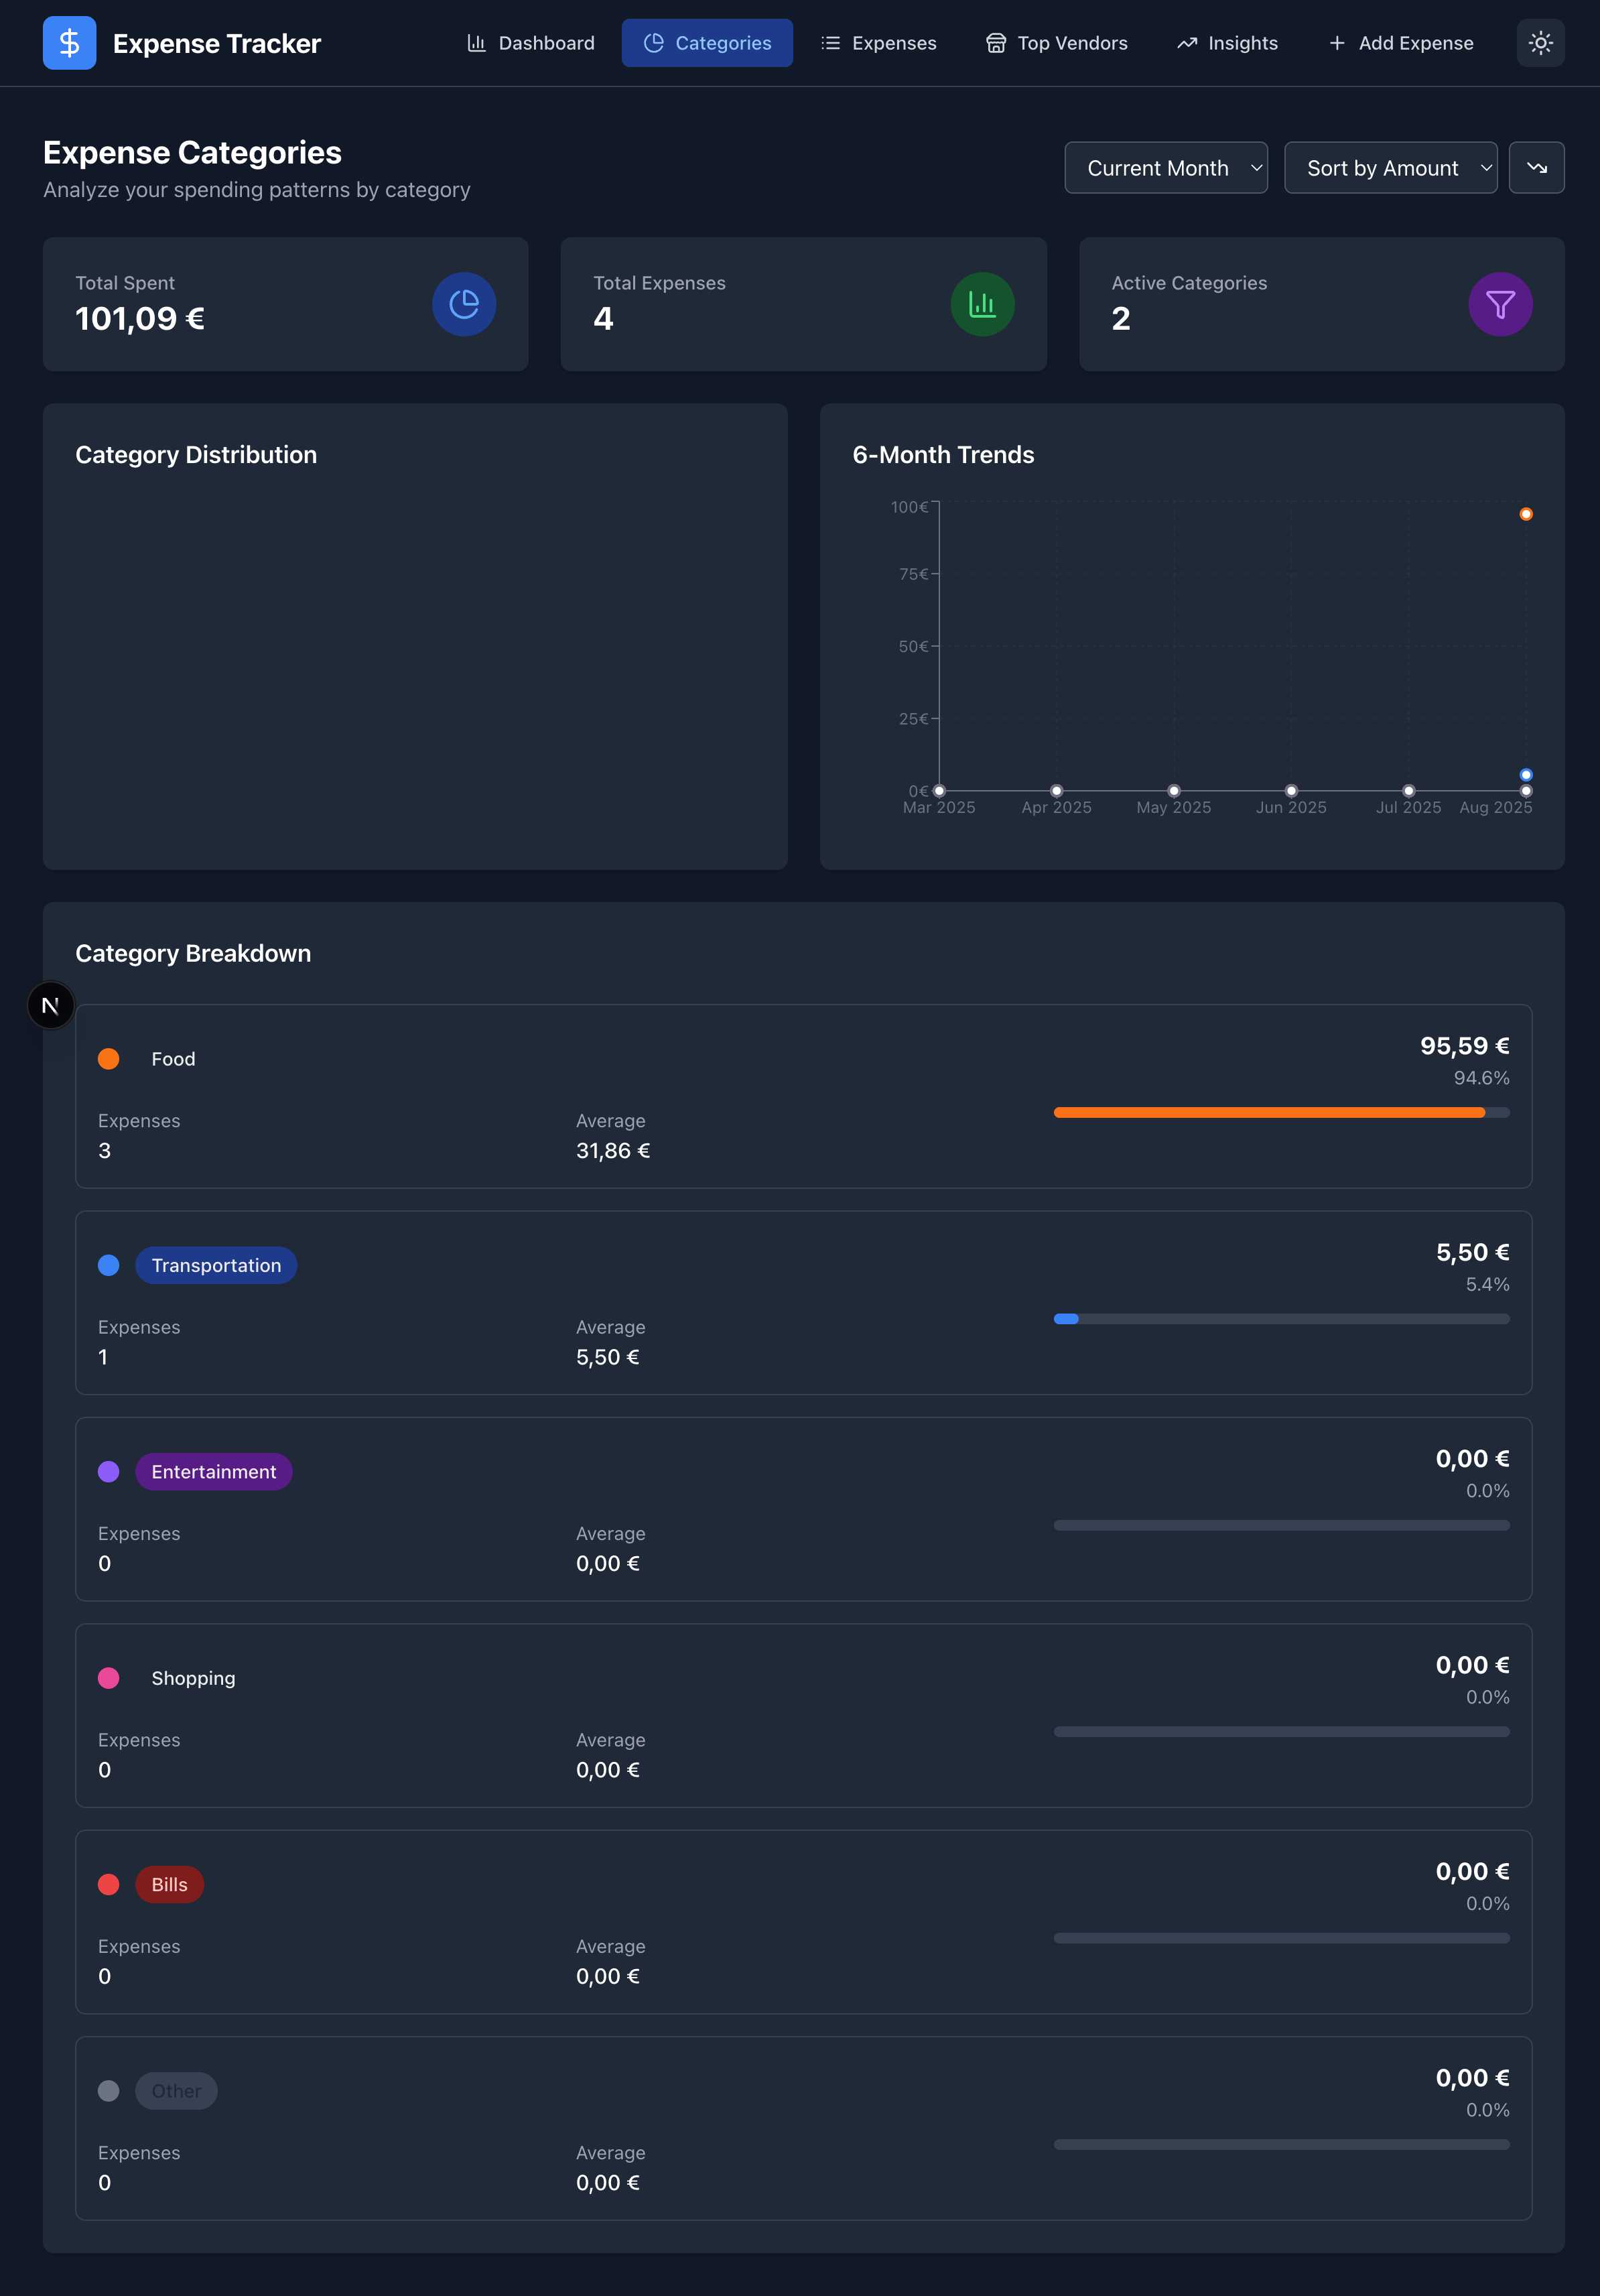 Expense Tracker
Dashboard
Categories
Expenses
Top Vendors
Insights
Add Expense
Expense Categories
Analyze your spending patterns by category
Current Month
Sort by Amount
Total Spent
101,09 €
Total Expenses
4
Active Categories
2
Category Distribution
6-Month Trends
100€
75€
50€
25€
0€
Mar 2025
Apr 2025
May 2025
Jun 2025
Jul 2025
Aug 2025
Category Breakdown
N
Food
95,59 €
94.6%
Expenses
3
Average
31,86 €
Transportation
5,50 €
5.4%
Expenses
1
Average
5,50 €
Entertainment
0,00 €
0.0%
Expenses
0
Average
0,00 €
Shopping
0,00 €
0.0%
Expenses
0
Average
0,00 €
Bills
0,00 €
0.0%
Expenses
0
Average
0,00 €
Other
0,00 €
0.0%
Expenses
0
Average
0,00 €